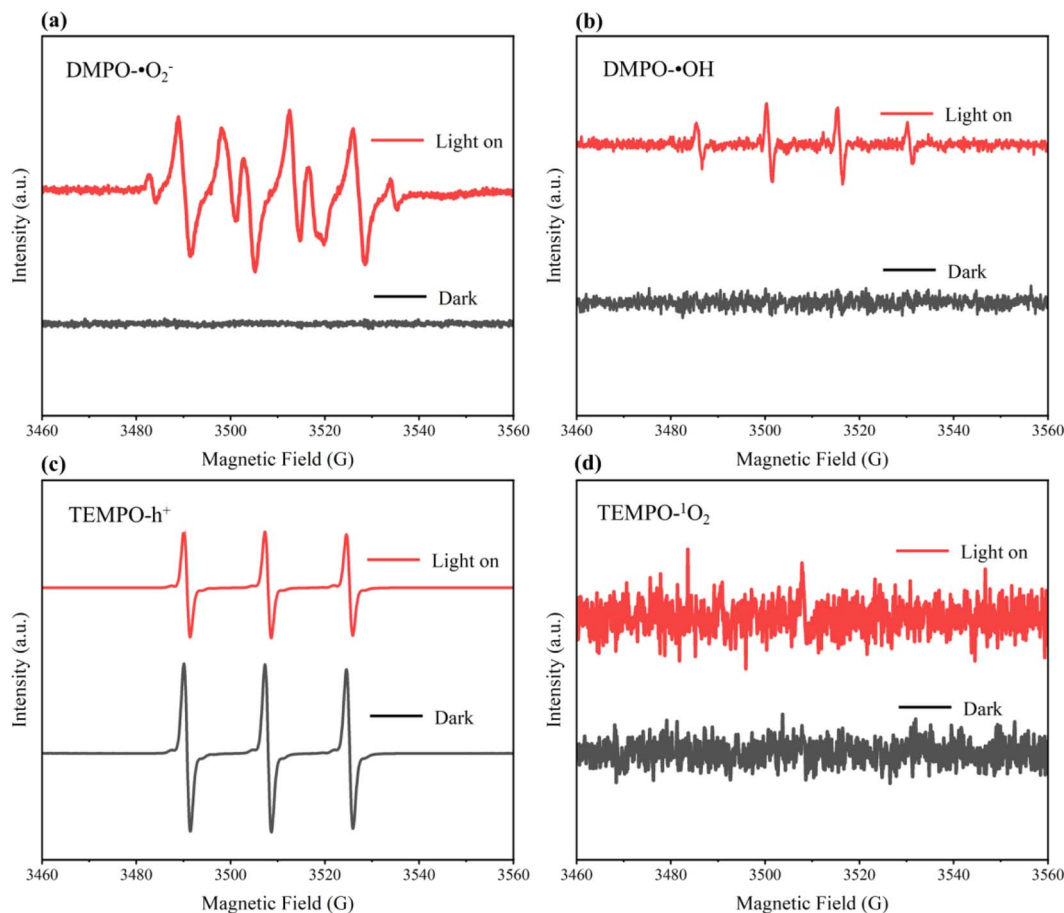 (a)
DMPO-•O₂⁻
Light on
Dark
Intensity (a.u.)
3460 3480 3500 3520 3540 3560
Magnetic Field (G)
(b)
DMPO-•OH
Light on
Dark
Intensity (a.u.)
3460 3480 3500 3520 3540 3560
Magnetic Field (G)
(c)
TEMPO-h⁺
Light on
Dark
Intensity (a.u.)
3460 3480 3500 3520 3540 3560
Magnetic Field (G)
(d)
TEMPO-¹O₂
Light on
Dark
Intensity (a.u.)
3460 3480 3500 3520 3540 3560
Magnetic Field (G)